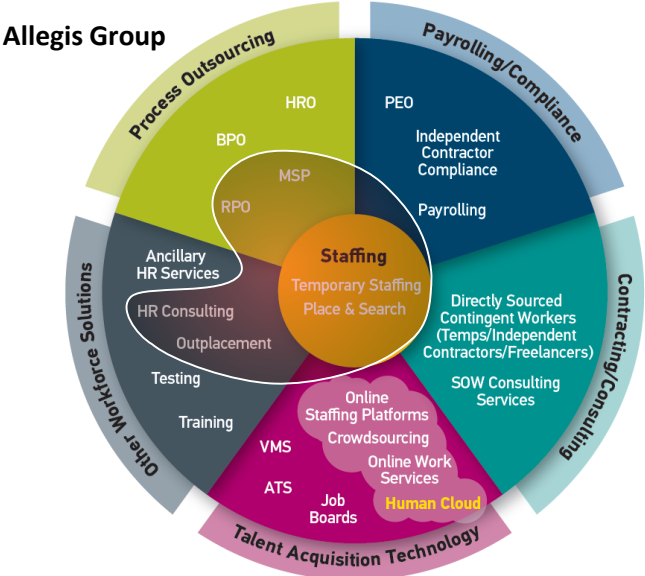 Allegis Group
Process Outsourcing
HRO
BPO
MSP
RPO
Payrolling/Compliance
PEO
Independent
Contractor
Compliance
Payrolling
Staffing
Temporary Staffing
Place & Search
Other Workforce Solutions
Ancillary
HR Services
HR Consulting
Outplacement
Testing
Training
Contracting/Consulting
Directly Sourced
Contingent Workers
(Temps/Independent
Contractors/Freelancers)
SOW Consulting
Services
Online
Staffing Platforms
Crowdsourcing
Online Work
Services
Human Cloud
VMS
ATS
Job
Boards
Talent Acquisition Technology